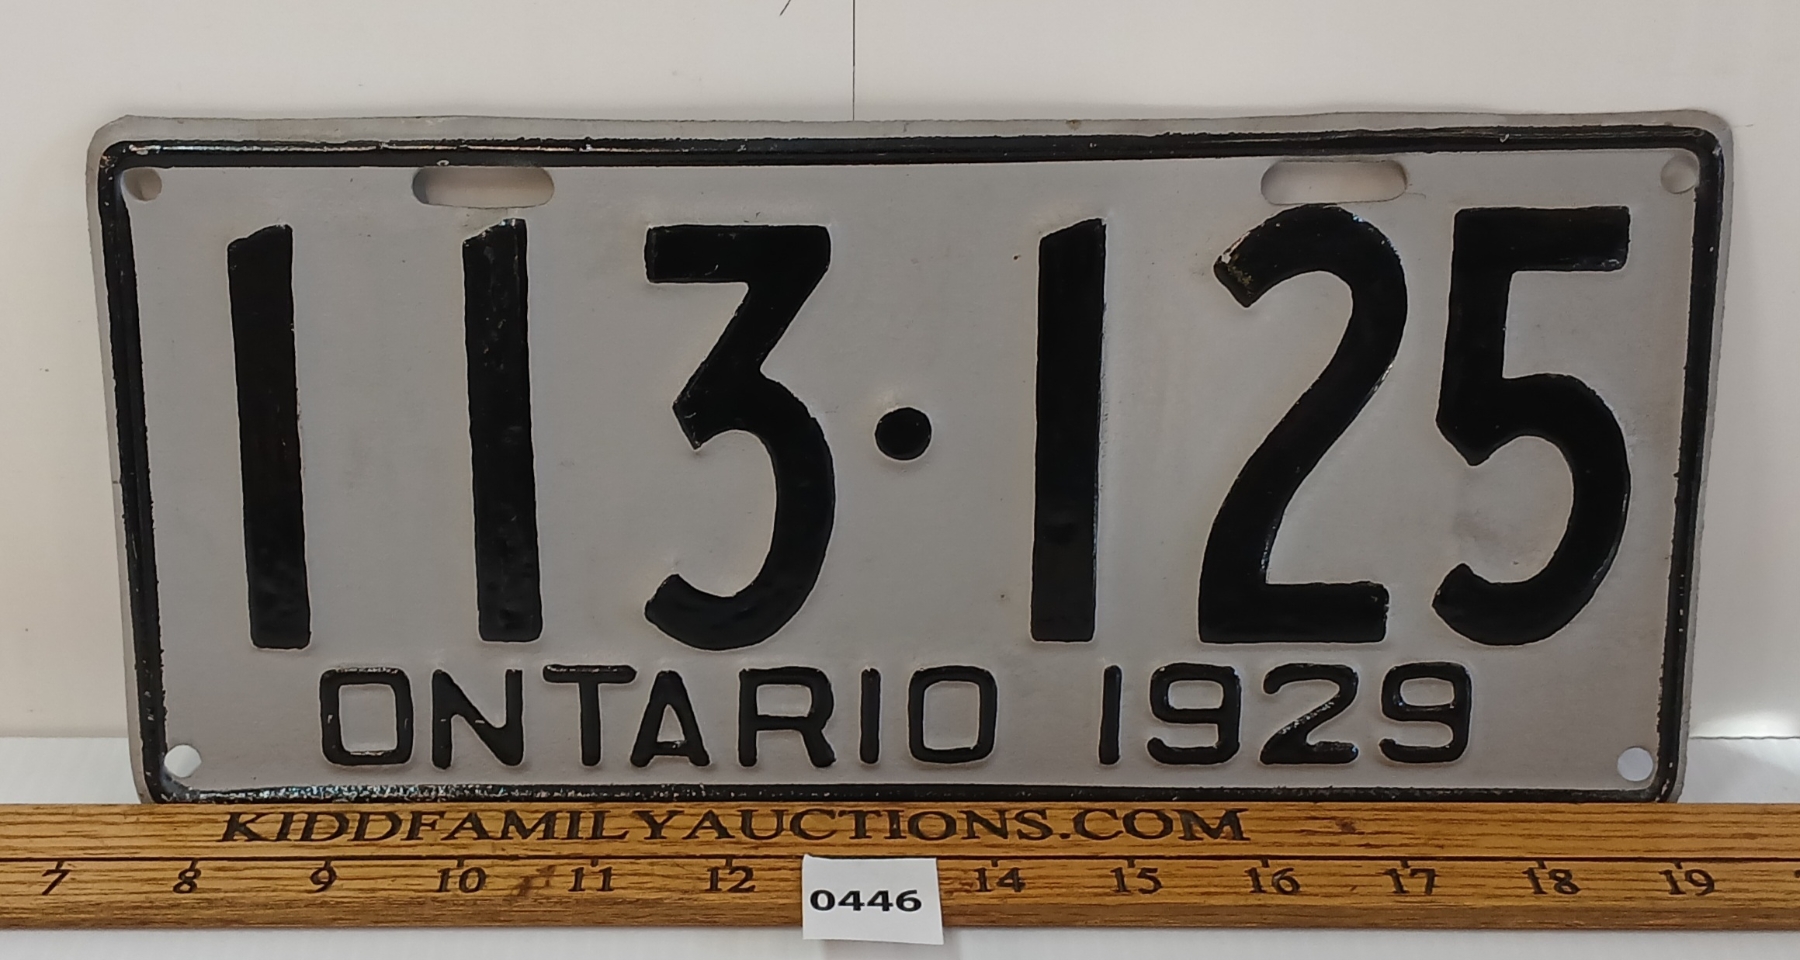 113·125
ONTARIO 1929
KIDDFAMILYAUCTIONS.COM
7 8 9 10 11 12 14 15 16 17 18 19
0446